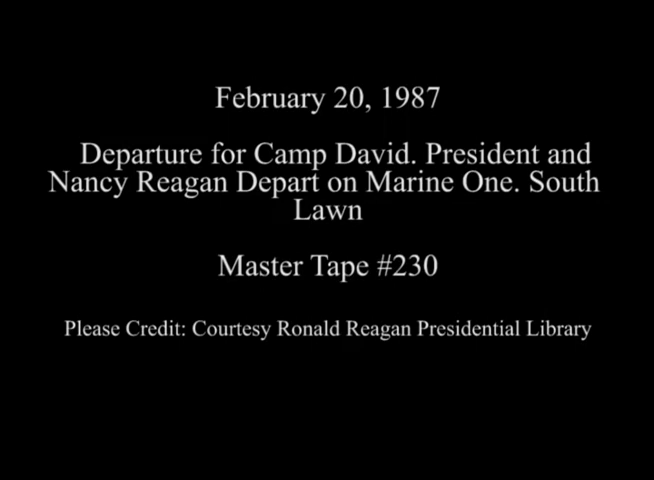 February 20, 1987
Departure for Camp David. President and
Nancy Reagan Depart on Marine One. South
Lawn
Master Tape #230
Please Credit: Courtesy Ronald Reagan Presidential Library